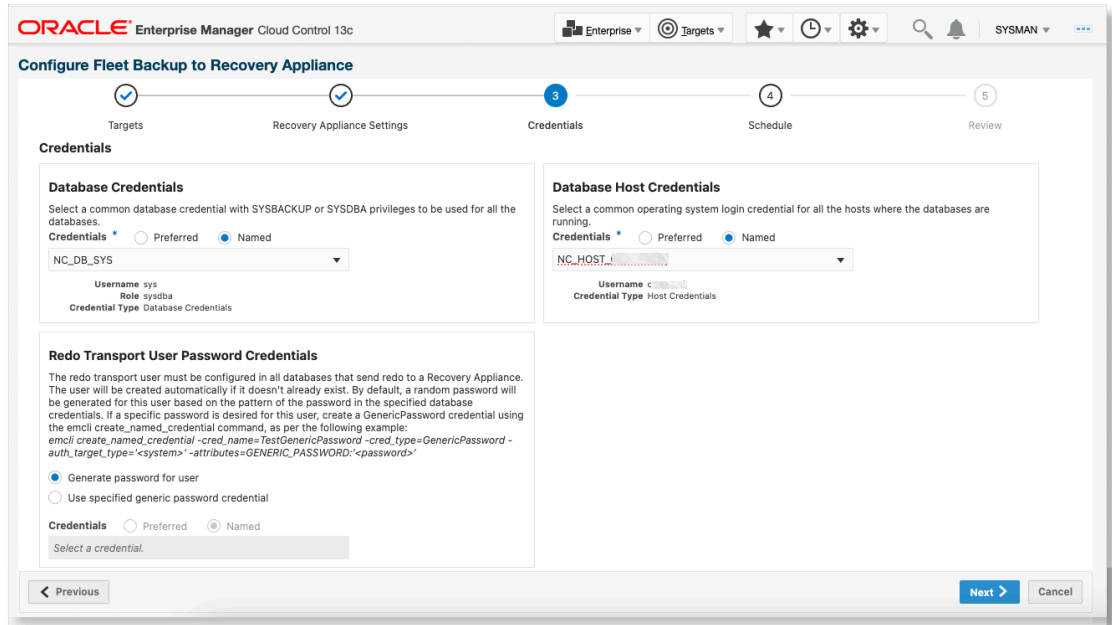 ORACLE Enterprise Manager Cloud Control 13c Enterprise Targets SYSMAN
Configure Fleet Backup to Recovery Appliance
3 4 5
Targets Recovery Appliance Settings Credentials Schedule Review
Credentials
Database Credentials
Select a common database credential with SYSBACKUP or SYSDBA privileges to be used for all the
databases.
Credentials * Preferred Named
NC_DB_SYS
Username sys
Role sysdba
Credential Type Database Credentials
Database Host Credentials
Select a common operating system login credential for all the hosts where the databases are
running.
Credentials * Preferred Named
NC_HOST_
Username c
Credential Type Host Credentials
Redo Transport User Password Credentials
The redo transport user must be configured in all databases that send redo to a Recovery Appliance.
The user will be created automatically if it doesn't already exist. By default, a random password will
be generated for this user based on the pattern of the password in the specified database
credentials. If a specific password is desired for this user, create a GenericPassword credential using
the emcli create_named_credential command, as per the following example:
emcli create_named_credential -cred_name=TestGenericPassword -cred_type=GenericPassword -
auth_target_type='<system>' -attributes=GENERIC_PASSWORD:'<password>'
Generate password for user
Use specified generic password credential
Credentials Preferred Named
Select a credential.
Previous Next Cancel